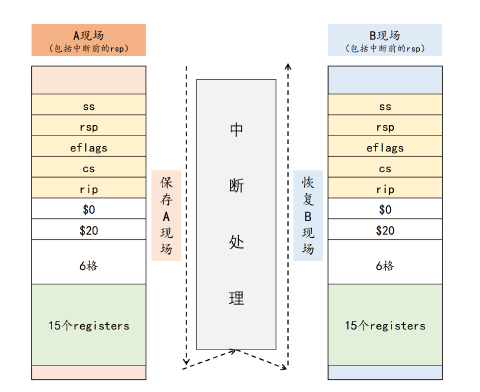 A现场
(包括中断前的rsp)
ss
rsp
eflags
cs
rip
$0
$20
6格
15个registers
保存A现场
中断处理
恢复B现场
B现场
(包括中断前的rsp)
ss
rsp
eflags
cs
rip
$0
$20
6格
15个registers